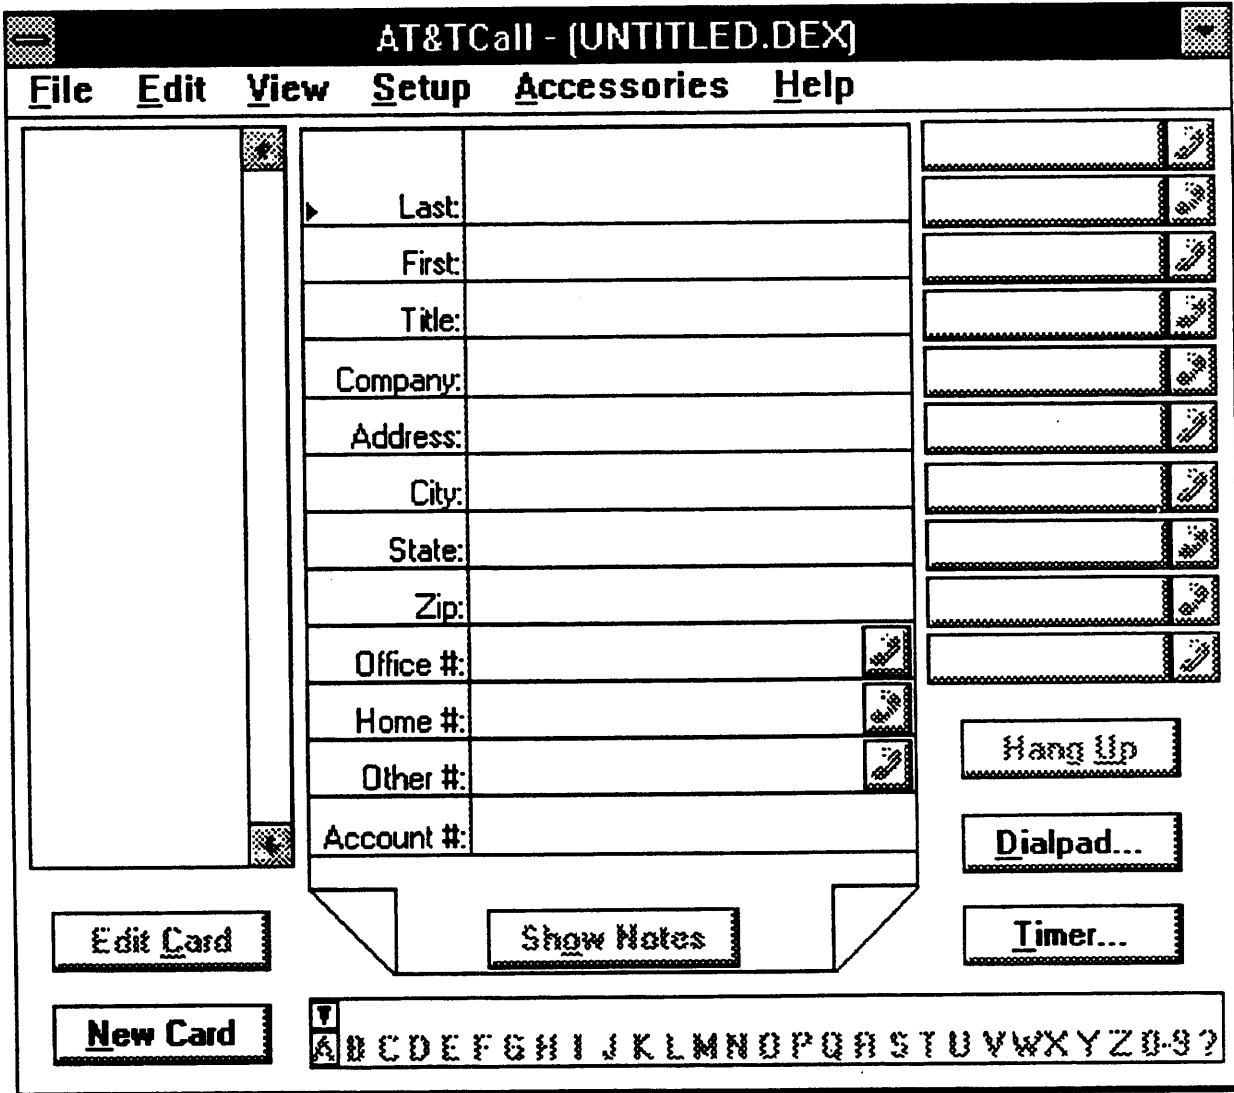 AT&TCall - [UNTITLED.DEX]
File Edit View Setup Accessories Help
Last:
First:
Title:
Company:
Address:
City:
State:
Zip:
Office #:
Home #:
Other #:
Account #:
Hang Up
Dialpad...
Timer...
Edit Card
Show Notes
New Card
A B C D E F G H I J K L M N O P Q R S T U V W X Y Z 0-9 ?